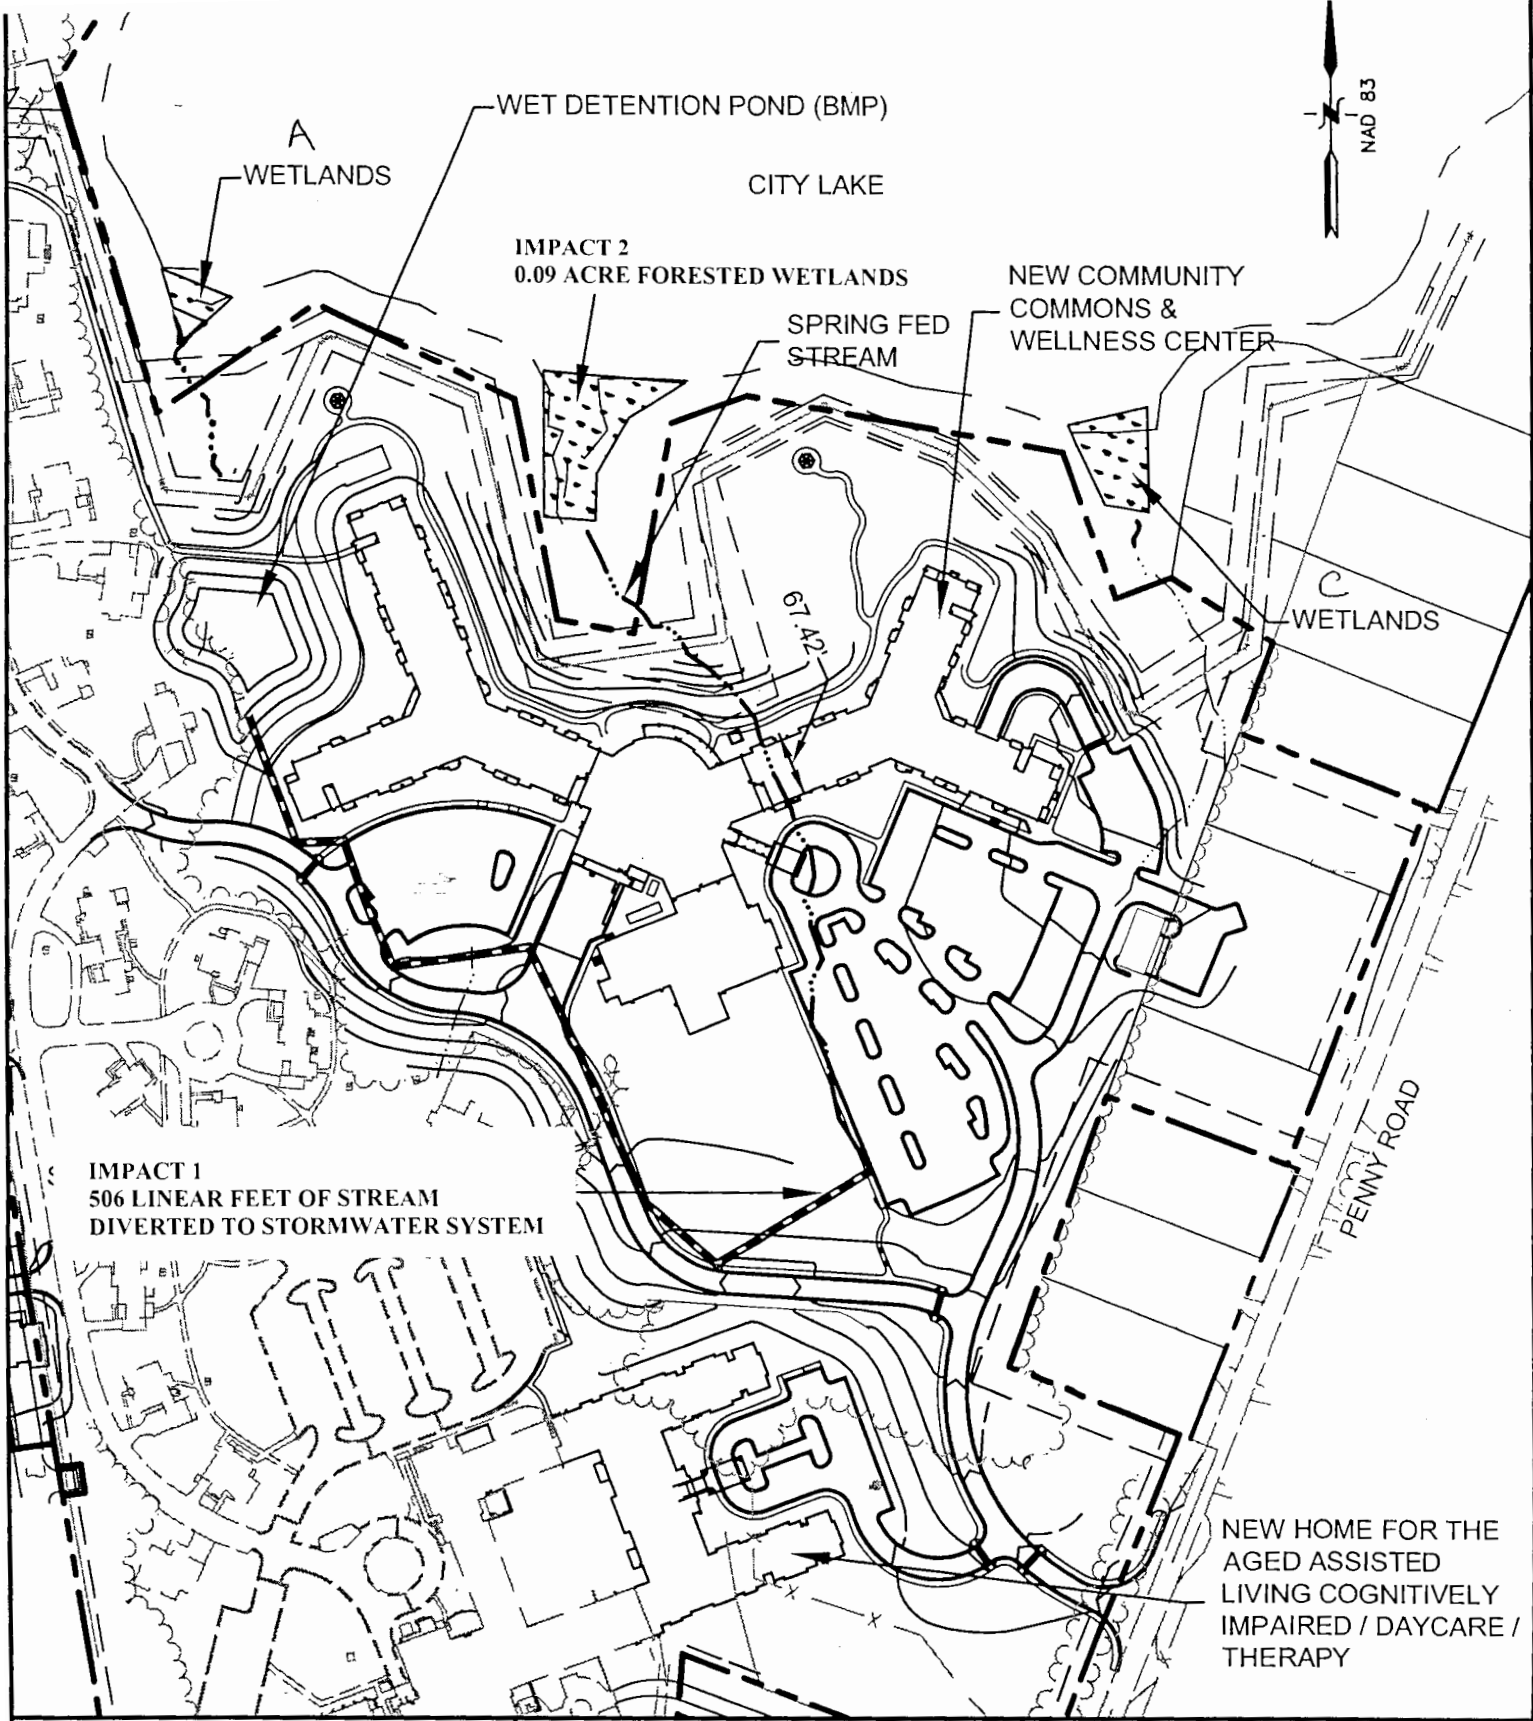 WET DETENTION POND (BMP)
NAD 83
A
WETLANDS
CITY LAKE
IMPACT 2
0.09 ACRE FORESTED WETLANDS
NEW COMMUNITY
COMMONS &
WELLNESS CENTER
SPRING FED
STREAM
C
WETLANDS
67.42'
IMPACT 1
506 LINEAR FEET OF STREAM
DIVERTED TO STORMWATER SYSTEM
PENNY ROAD
NEW HOME FOR THE
AGED ASSISTED
LIVING COGNITIVELY
IMPAIRED / DAYCARE /
THERAPY